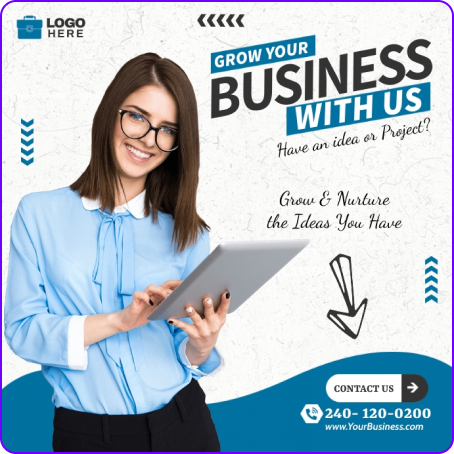 LOGO
HERE
GROW YOUR
BUSINESS
WITH US
Have an idea or Project?
Grow & Nurture
the Ideas You Have
CONTACT US
240- 120-0200
www.YourBusiness.com